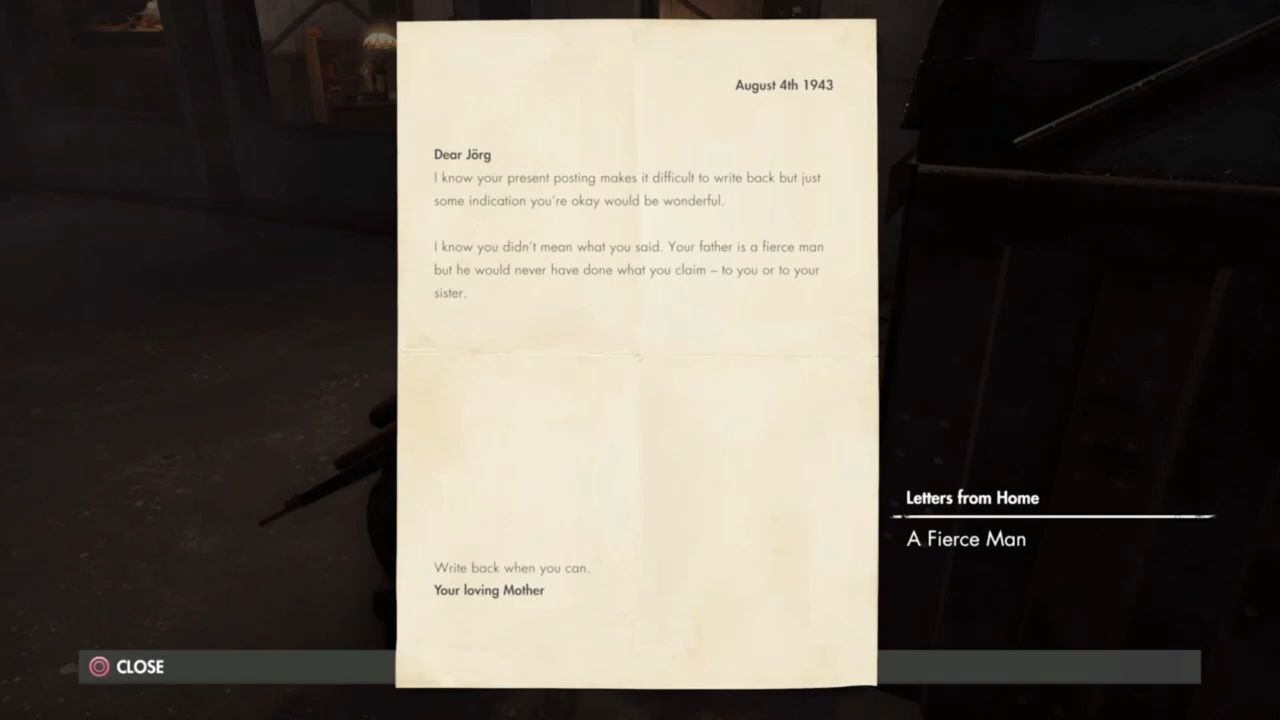 August 4th 1943
Dear Jörg
I know your present posting makes it difficult to write back but just
some indication you're okay would be wonderful.
I know you didn't mean what you said. Your father is a fierce man
but he would never have done what you claim – to you or to your
sister.
Write back when you can.
Your loving Mother
Letters from Home
A Fierce Man
CLOSE